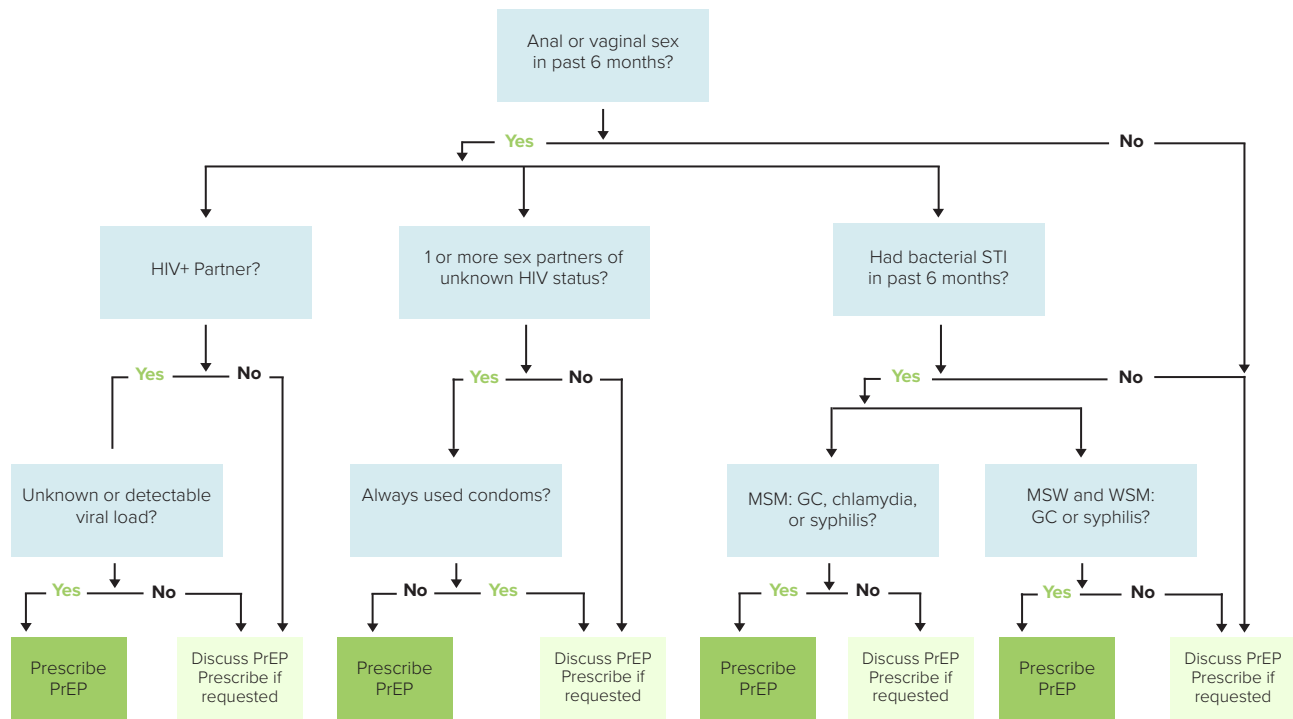 Anal or vaginal sex
in past 6 months?
Yes
No
HIV+ Partner?
1 or more sex partners of
unknown HIV status?
Had bacterial STI
in past 6 months?
Yes
No
Yes
No
Yes
No
Unknown or detectable
viral load?
Always used condoms?
MSM: GC, chlamydia,
or syphilis?
MSW and WSM:
GC or syphilis?
Yes
No
No
Yes
Yes
No
Yes
No
Prescribe
PrEP
Discuss PrEP
Prescribe if
requested
Prescribe
PrEP
Discuss PrEP
Prescribe if
requested
Prescribe
PrEP
Discuss PrEP
Prescribe if
requested
Prescribe
PrEP
Discuss PrEP
Prescribe if
requested